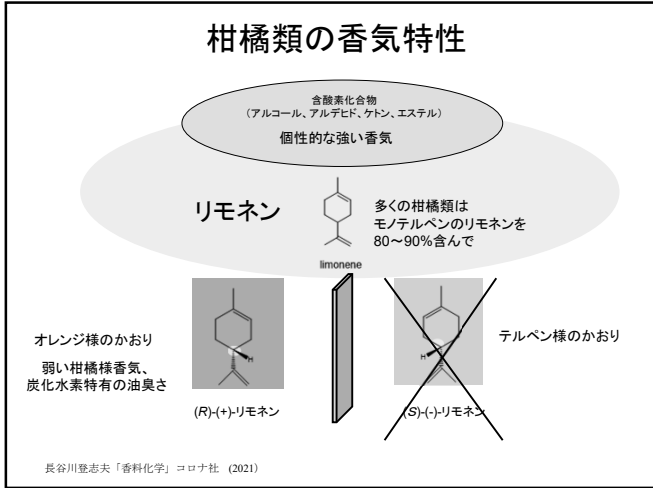 柑橘類の香気特性
含酸素化合物
(アルコール、アルデヒド、ケトン、エステル)
個性的な強い香気
リモネン
多くの柑橘類は
モノテルペンのリモネンを
80～90%含んで
limonene
オレンジ様のかおり
弱い柑橘様香気、
炭化水素特有の油臭さ
H
(R)-(+)-リモネン
H
(S)-(-)-リモネン
テルペン様のかおり
長谷川登志夫「香料化学」コロナ社 (2021)